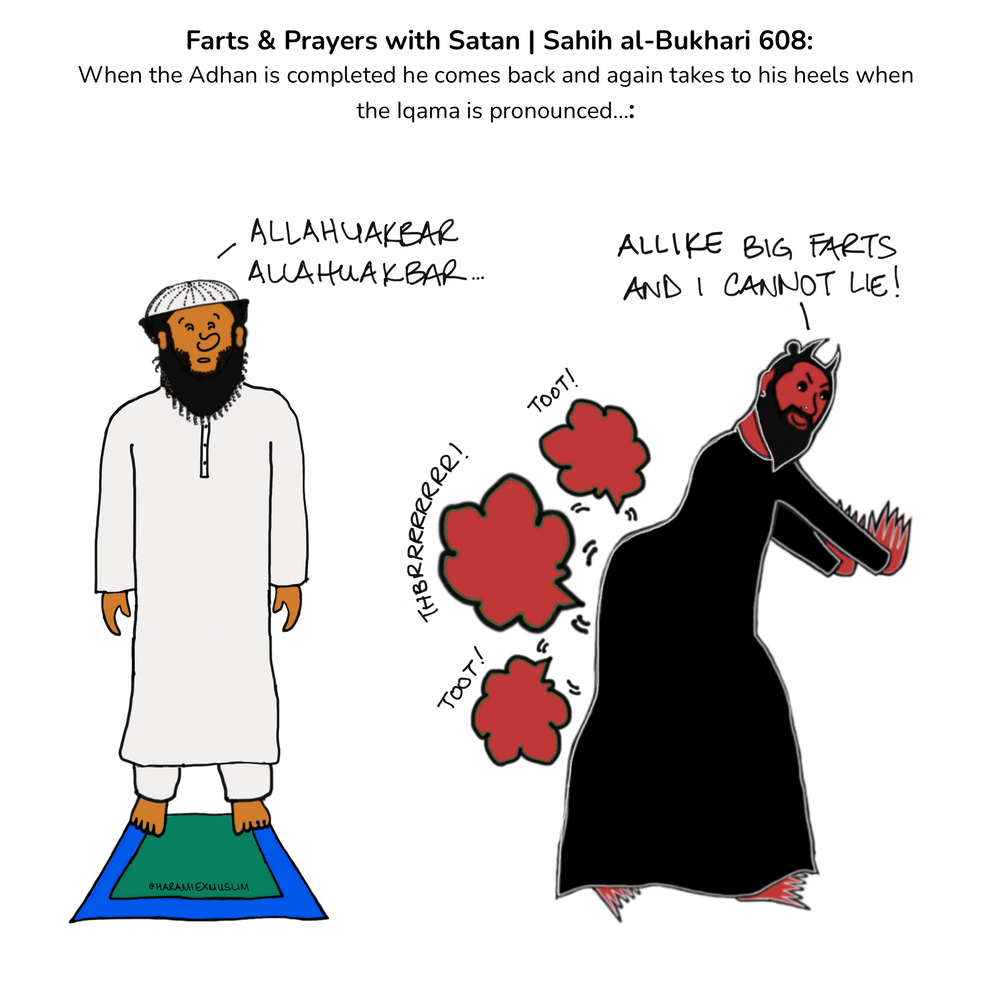 Farts & Prayers with Satan | Sahih al-Bukhari 608:
When the Adhan is completed he comes back and again takes to his heels when
the Iqama is pronounced...:
ALLAHUAKBAR
ALLAHUAKBAR...
ALLIKE BIG FARTS
AND I CANNOT LIE!
TOOT!
THBRRRRRRRR!
TOOT!
@HARAMIEXMUSLIM